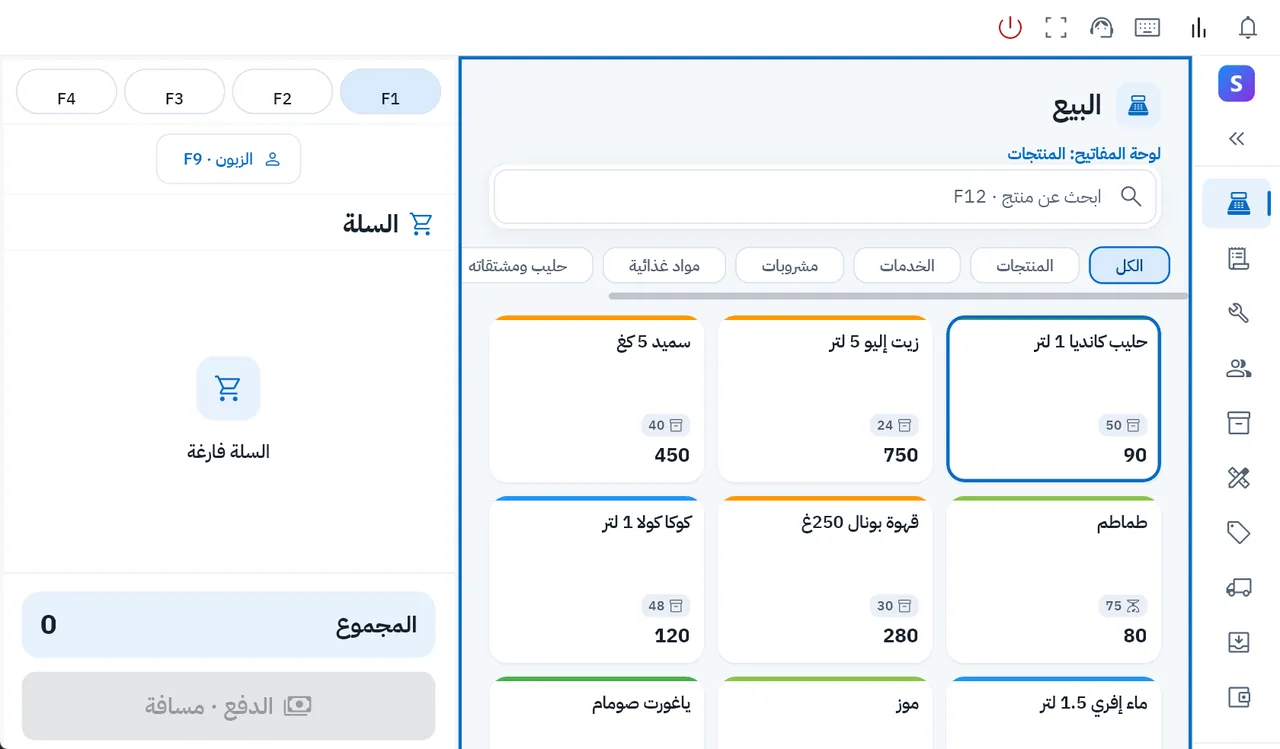 S
البيع
لوحة المفاتيح: المنتجات
ابحث عن منتج · F12
الكل
المنتجات
الخدمات
مشروبات
مواد غذائية
حليب ومشتقاته
حليب كانديا 1 لتر
50
90
زيت إليو 5 لتر
24
750
سميد 5 كغ
40
450
طماطم
75
80
قهوة بونال 250غ
30
280
كوكا كولا 1 لتر
48
120
ماء إفري 1.5 لتر
موز
ياغورت صومام
F1
F2
F3
F4
الزبون · F9
السلة
السلة فارغة
المجموع
0
الدفع · مسافة